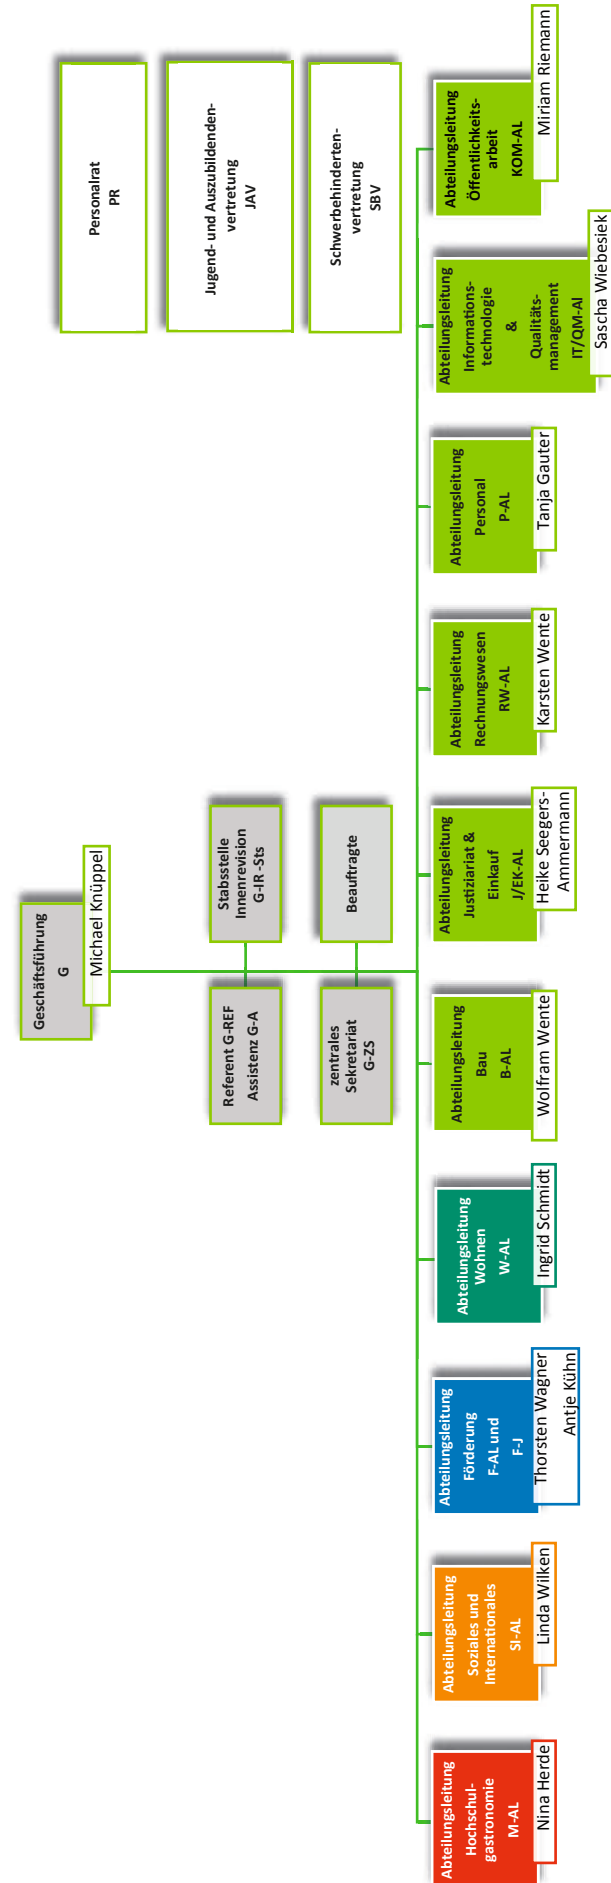 Geschäftsführung
G
Michael Knüppel
Personalrat
PR
Jugend- und Auszubildenden-
vertretung
JAV
Schwerbehinderten-
vertretung
SBV
Referent G-REF
Assistenz G-A
Stabsstelle
Innenrevision
G-IR -Sts
zentrales
Sekretariat
G-ZS
Beauftragte
Abteilungsleitung
Hochschul-
gastronomie
M-AL
Nina Herde
Abteilungsleitung
Soziales und
Internationales
SI-AL
Linda Wilken
Abteilungsleitung
Förderung
F-AL und
F-J
Thorsten Wagner
Antje Kühn
Abteilungsleitung
Wohnen
W-AL
Ingrid Schmidt
Abteilungsleitung
Bau
B-AL
Wolfram Wente
Abteilungsleitung
Justiziariat &
Einkauf
J/EK-AL
Heike Seegers-
Ammermann
Abteilungsleitung
Rechnungswesen
RW-AL
Karsten Wente
Abteilungsleitung
Personal
P-AL
Tanja Gauter
Abteilungsleitung
Informations-
technologie
&
Qualitäts-
management
IT/QM-Al
Sascha Wiebesiek
Abteilungsleitung
Öffentlichkeits-
arbeit
KOM-AL
Miriam Riemann